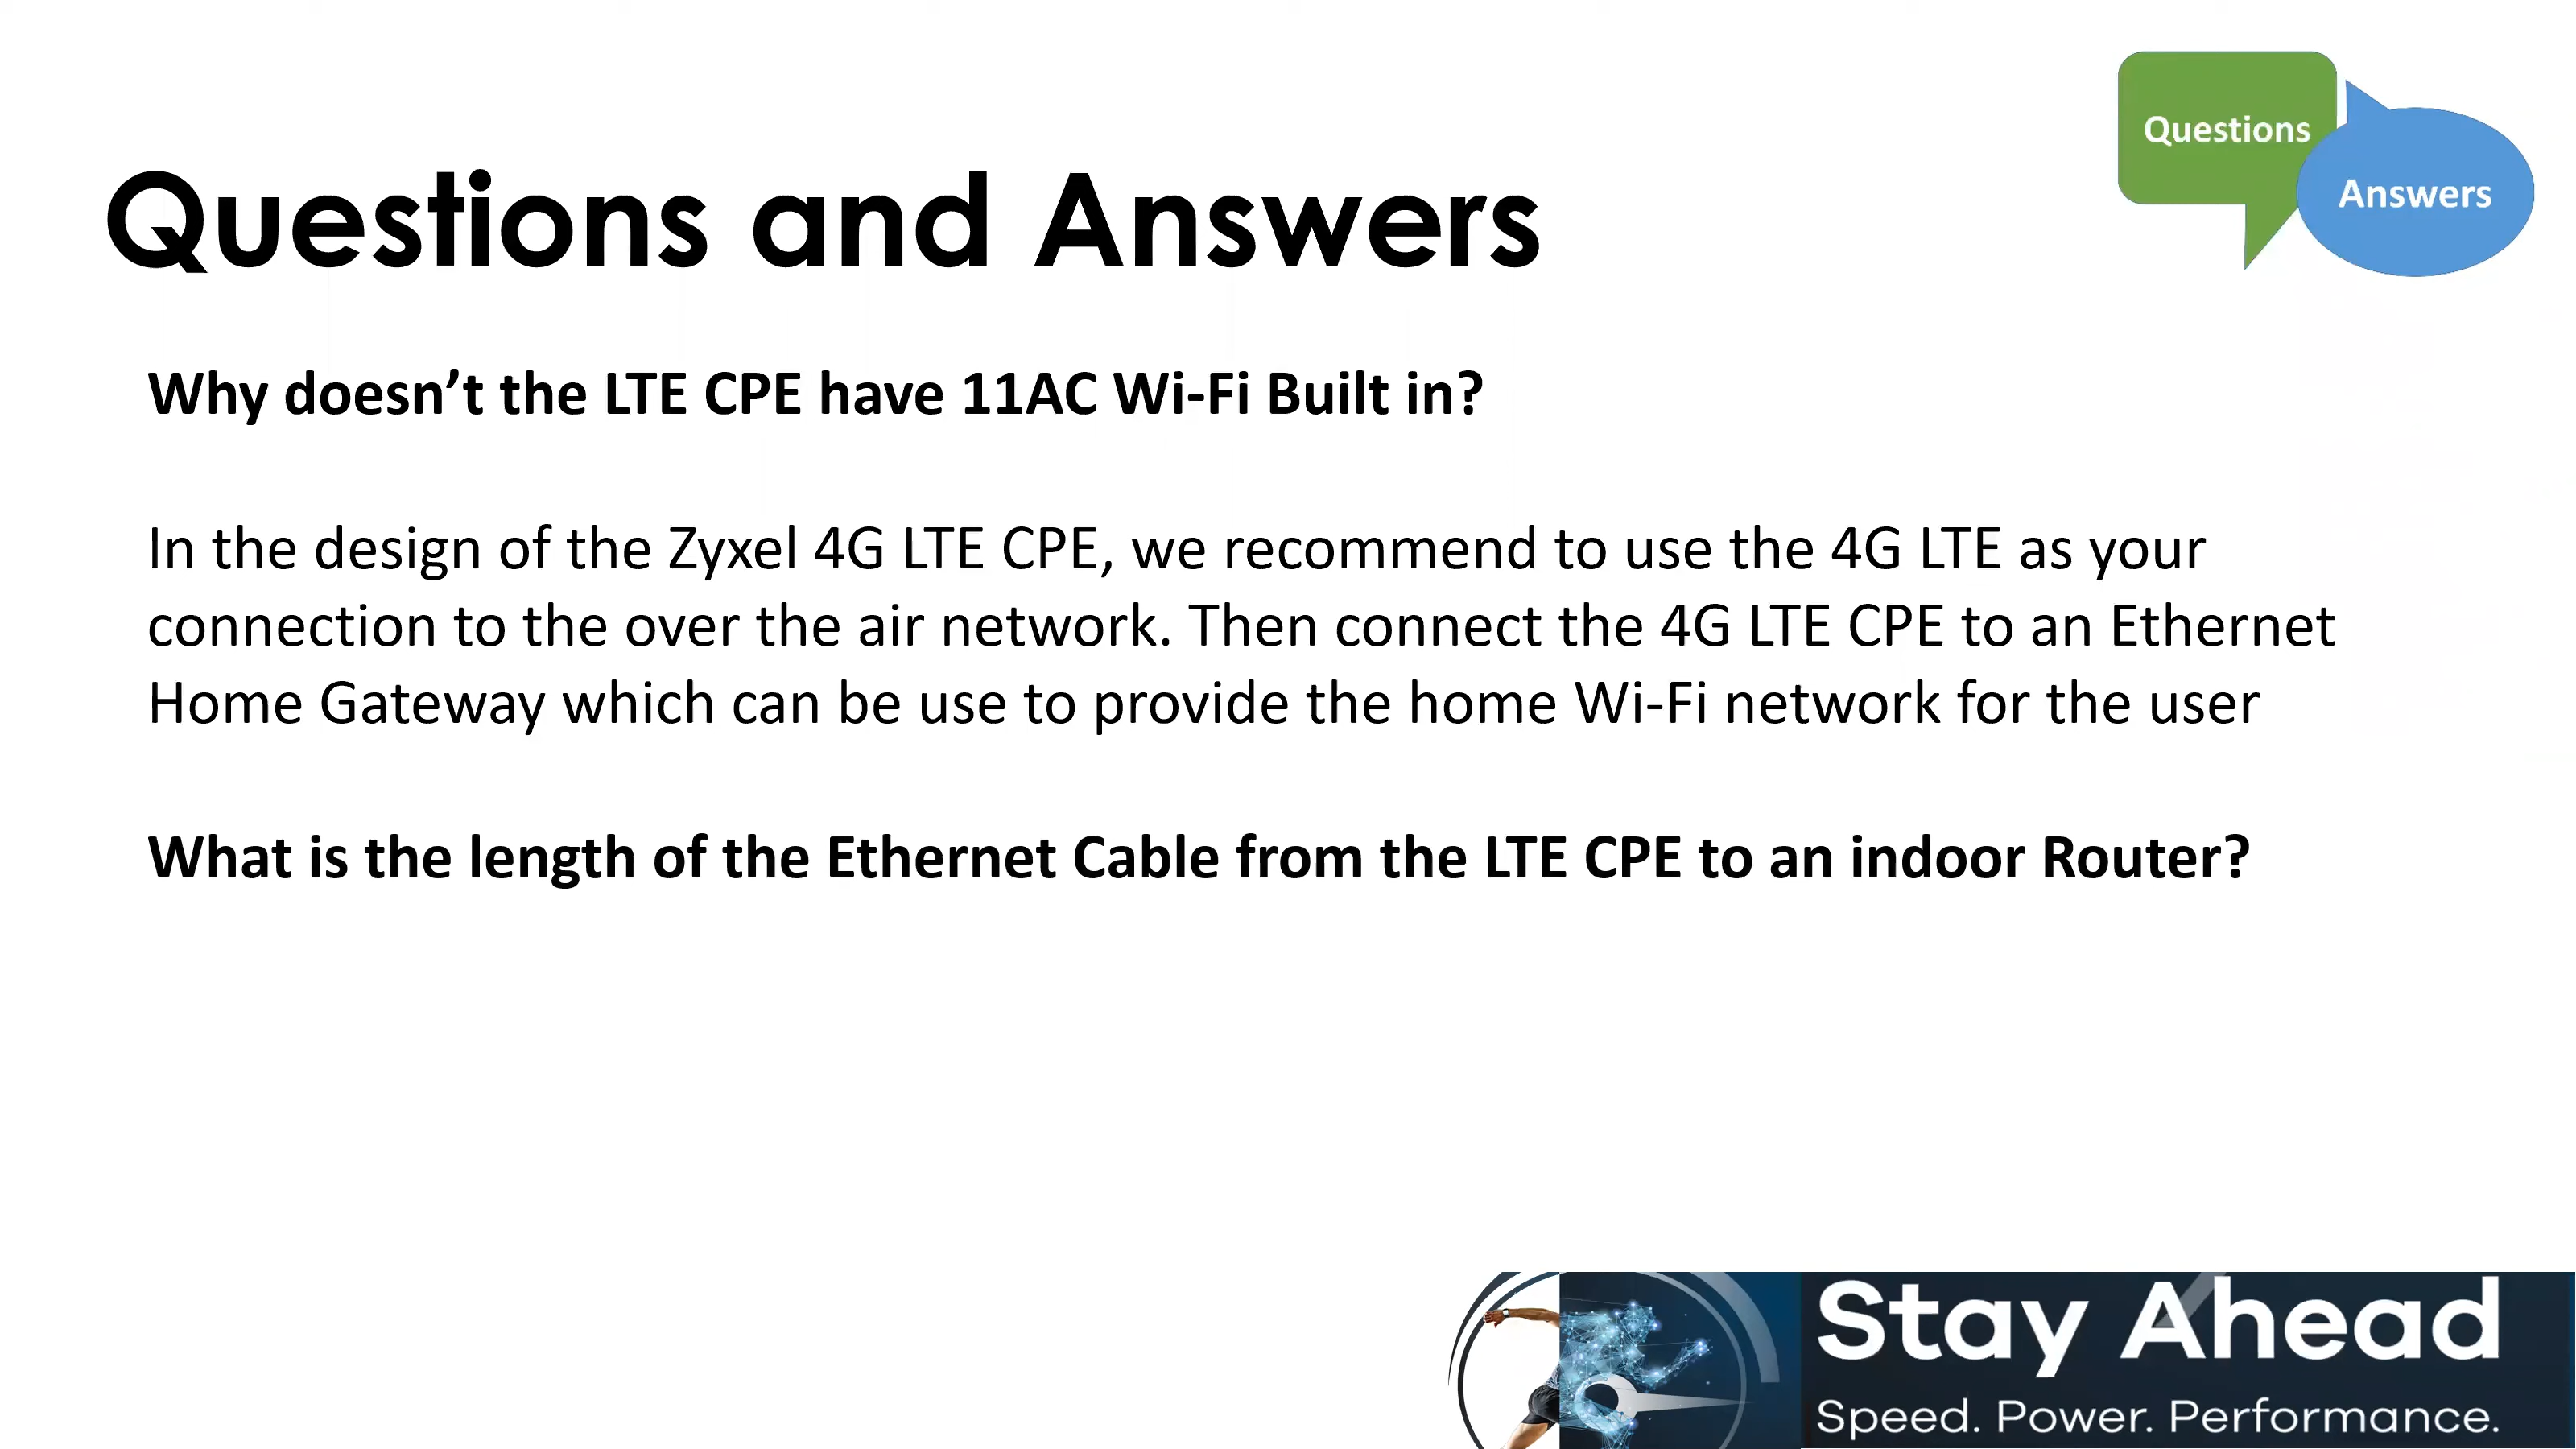 Questions
Answers
Questions and Answers
Why doesn’t the LTE CPE have 11AC Wi-Fi Built in?
In the design of the Zyxel 4G LTE CPE, we recommend to use the 4G LTE as your
connection to the over the air network. Then connect the 4G LTE CPE to an Ethernet
Home Gateway which can be use to provide the home Wi-Fi network for the user
What is the length of the Ethernet Cable from the LTE CPE to an indoor Router?
Stay Ahead
Speed. Power. Performance.